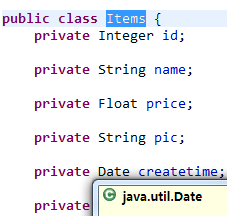 public class Items {
private Integer id;
private String name;
private Float price;
private String pic;
private Date createtime;
java.util.Date
private